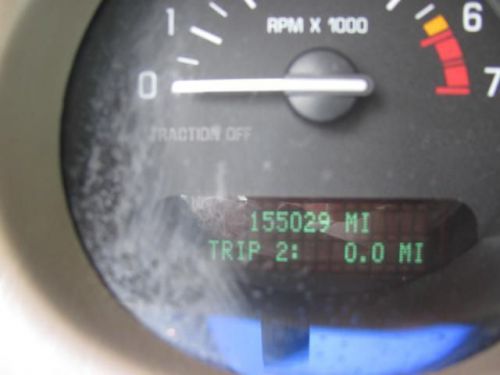 RPM X 1000
1
6
0
7
TRACTION OFF
155029 MI
TRIP 2: 0.0 MI